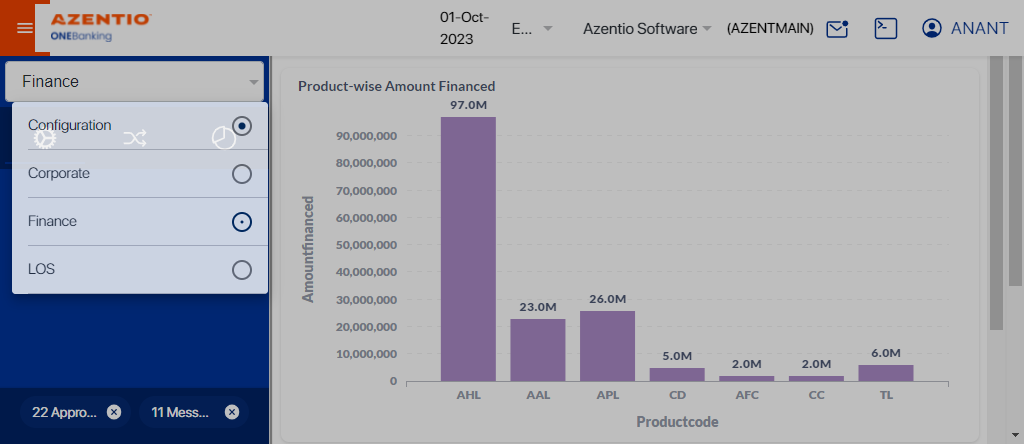 AZENTIO
ONEBanking
01-Oct-
2023
E...
Azentio Software
(AZENTMAIN)
ANANT
Finance
Configuration
Corporate
Finance
LOS
22 Appro...
11 Mess...
Product-wise Amount Financed
97.0M
90,000,000
80,000,000
70,000,000
60,000,000
50,000,000
40,000,000
30,000,000
20,000,000
10,000,000
0
Amountfinanced
23.0M
26.0M
5.0M
2.0M
2.0M
6.0M
AHL
AAL
APL
CD
AFC
CC
TL
Productcode